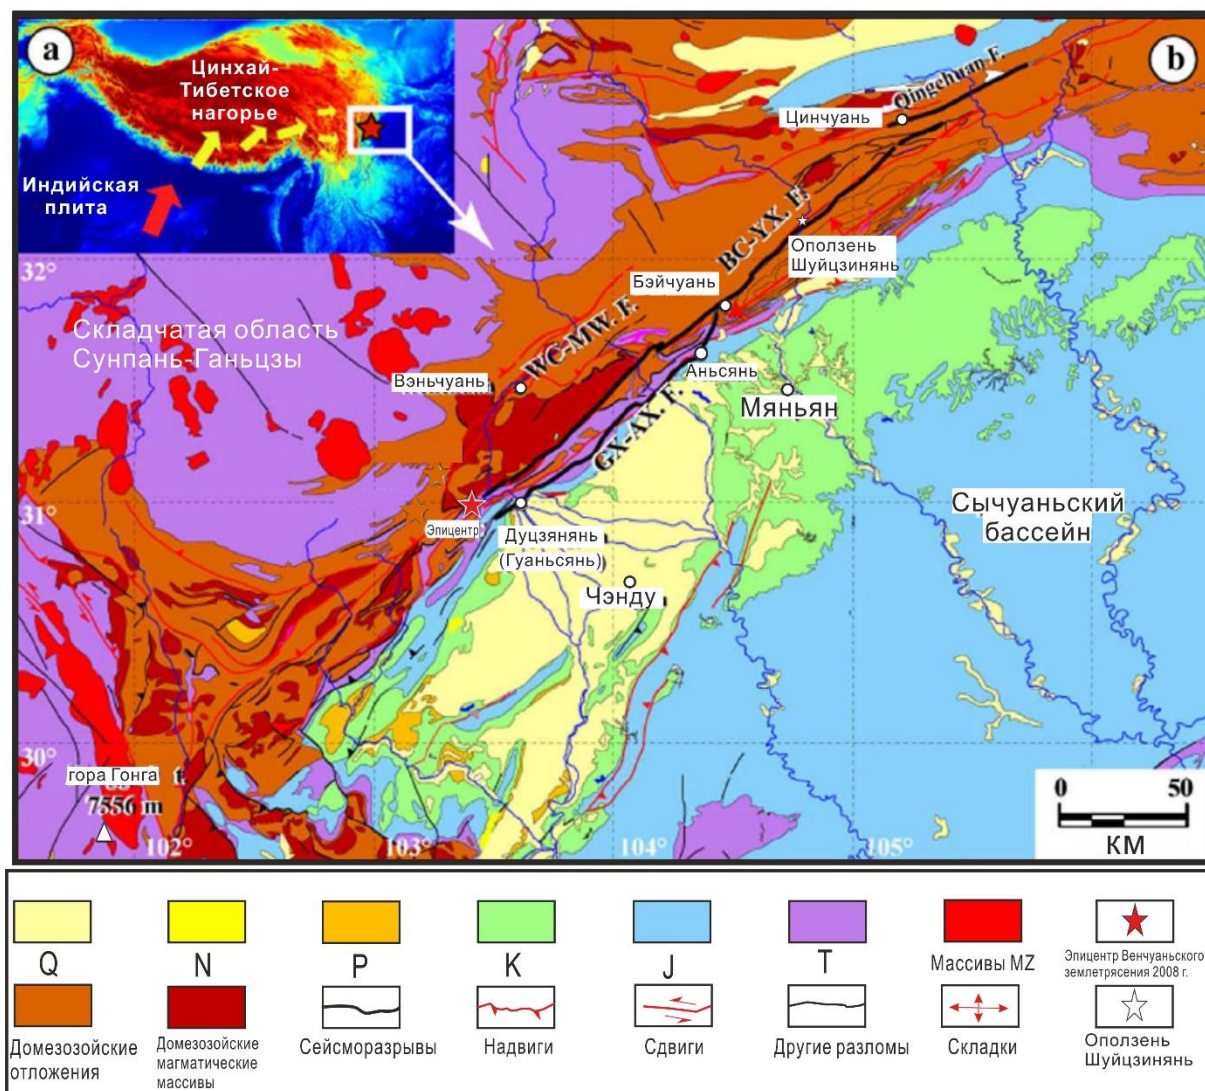 a
b
Цинхай-
Тибетское
нагорье
Индийская
плита
Qingchuan F.
Цинчуань
BC-YX. F.
Оползень
Шуйцзинянь
32°
Бэйчуань
Складчатая область
Сунпань-Ганьцзы
WC-MW. F.
Вэньчуань
Аньсянь
GX-AX. F.
Мяньян
31°
Эпицентр
Дуцзянянь
(Гуаньсянь)
Сычуаньский
бассейн
Чэнду
30°
гора Гонга
7556 m
0 50
КМ
102°
103°
104°
105°
Q
N
P
K
J
T
Массивы MZ
Эпицентр Венчуаньского
землетрясения 2008 г.
Домезозойские
отложения
Домезозойские
магматические
массивы
Сейсморазрывы
Надвиги
Сдвиги
Другие разломы
Складки
Оползень
Шуйцзинянь